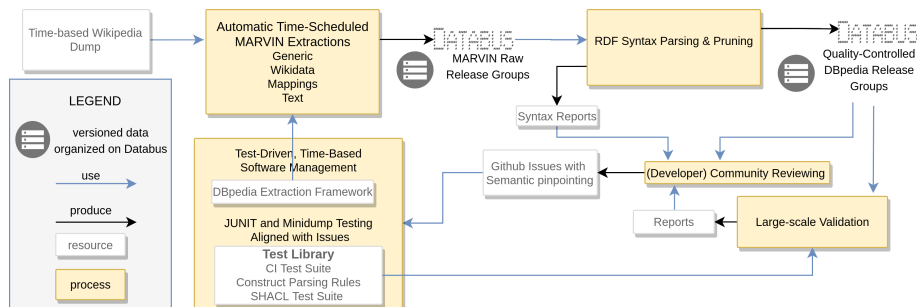 Time-based Wikipedia
Dump
Automatic Time-Scheduled
MARVIN Extractions
Generic
Wikidata
Mappings
Text
DATABUS
MARVIN Raw
Release Groups
RDF Syntax Parsing & Pruning
DATABUS
Quality-Controlled
DBpedia Release
Groups
LEGEND
versioned data
organized on Databus
use
produce
resource
process
Syntax Reports
Test-Driven, Time-Based
Software Management
DBpedia Extraction Framework
JUNIT and Minidump Testing
Aligned with Issues
Test Library
CI Test Suite
Construct Parsing Rules
SHACL Test Suite
Github Issues with
Semantic pinpointing
(Developer) Community Reviewing
Reports
Large-scale Validation